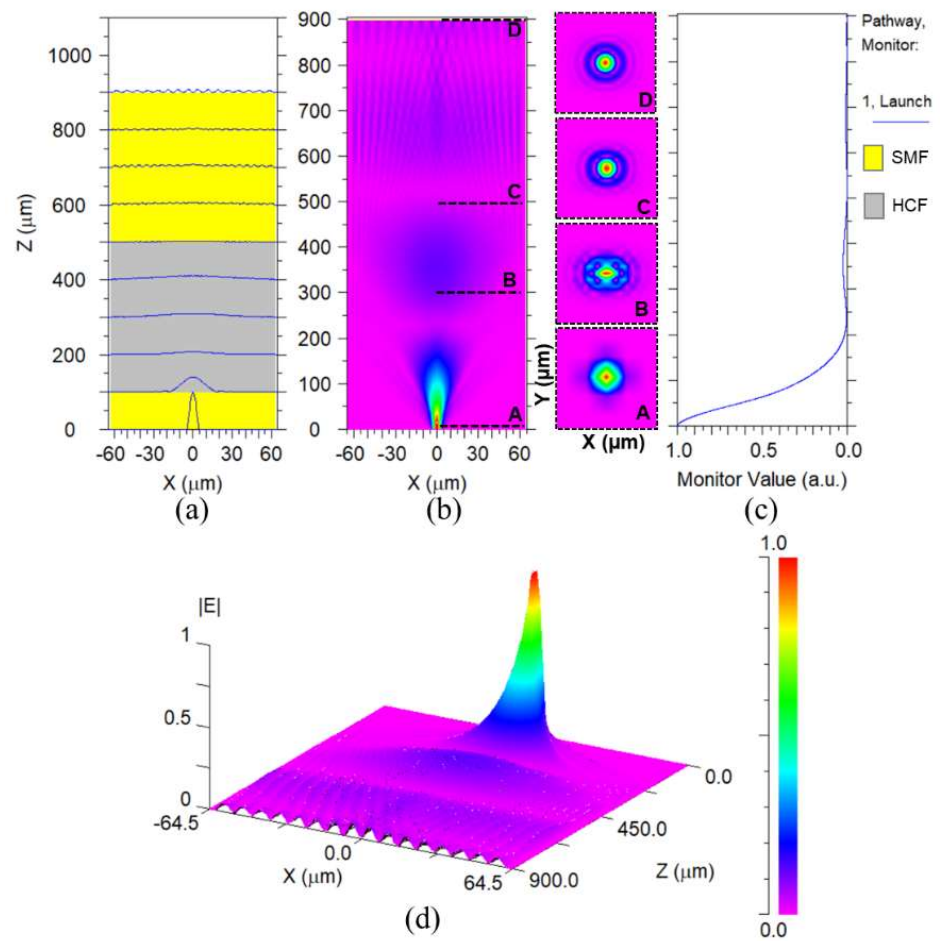 1000
800
600
400
200
0
Z (μm)
-60 -30 0 30 60
X (μm)
(a)
900
800
700
600
500
400
300
200
100
0
D
C
B
A
-60 -30 0 30 60
X (μm)
(b)
D
C
B
A
Y (μm)
X (μm)
1.0 0.5 0.0
Monitor Value (a.u.)
(c)
Pathway,
Monitor:
1, Launch
SMF
HCF
|E|
1
0.5
0
-64.5
0.0
64.5
X (μm)
0.0
450.0
900.0
Z (μm)
(d)
1.0
0.0